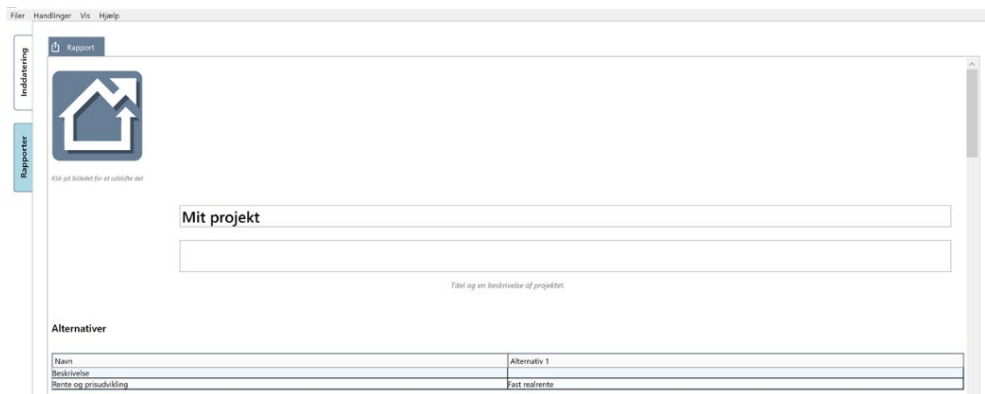 Filer Handlinger Vis Hjælp
Inddatering
Rapporter
Rapport
Klik på billedet for at udskifte det
Mit projekt
Titel og en beskrivelse af projektet.
Alternativer
Navn Alternativ 1
Beskrivelse
Rente og prisudvikling Fast realrente